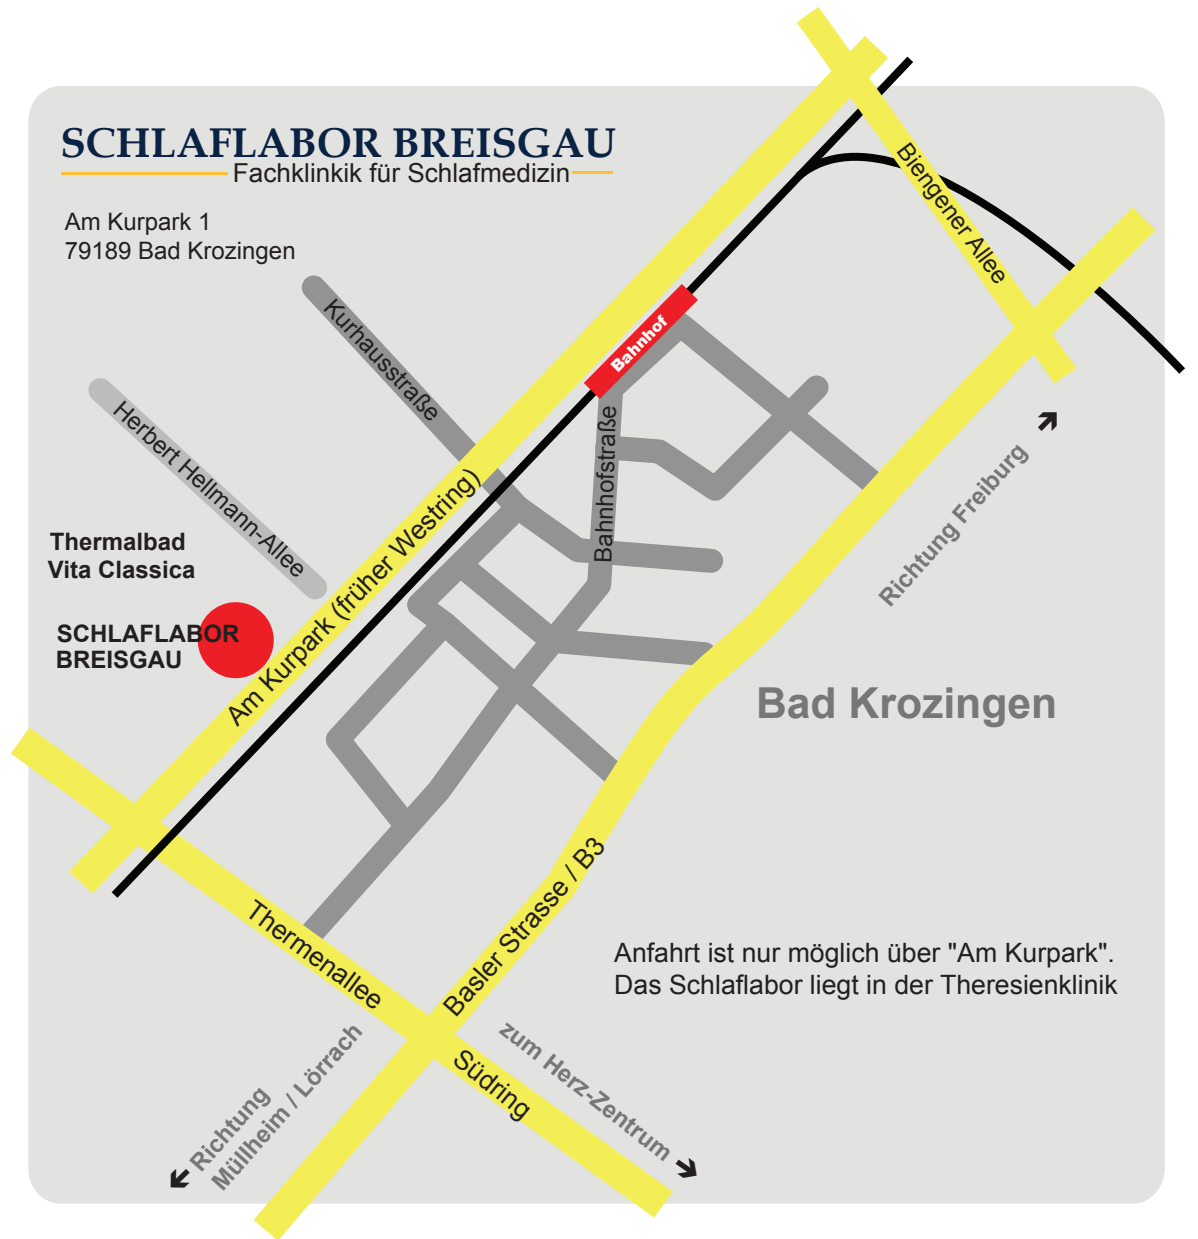 SCHLAFLABOR BREISGAU
Fachklinkik für Schlafmedizin
Am Kurpark 1
79189 Bad Krozingen
Biengener Allee
Kurhausstraße
Bahnhof
Herbert Hellmann-Allee
Bahnhofstraße
Richtung Freiburg
Thermalbad
Vita Classica
SCHLAFLABOR
BREISGAU
Am Kurpark (früher Westring)
Bad Krozingen
Basler Strasse / B3
Thermenallee
Anfahrt ist nur möglich über "Am Kurpark".
Das Schlaflabor liegt in der Theresienklinik
Richtung
Müllheim / Lörrach
Südring
zum Herz-Zentrum